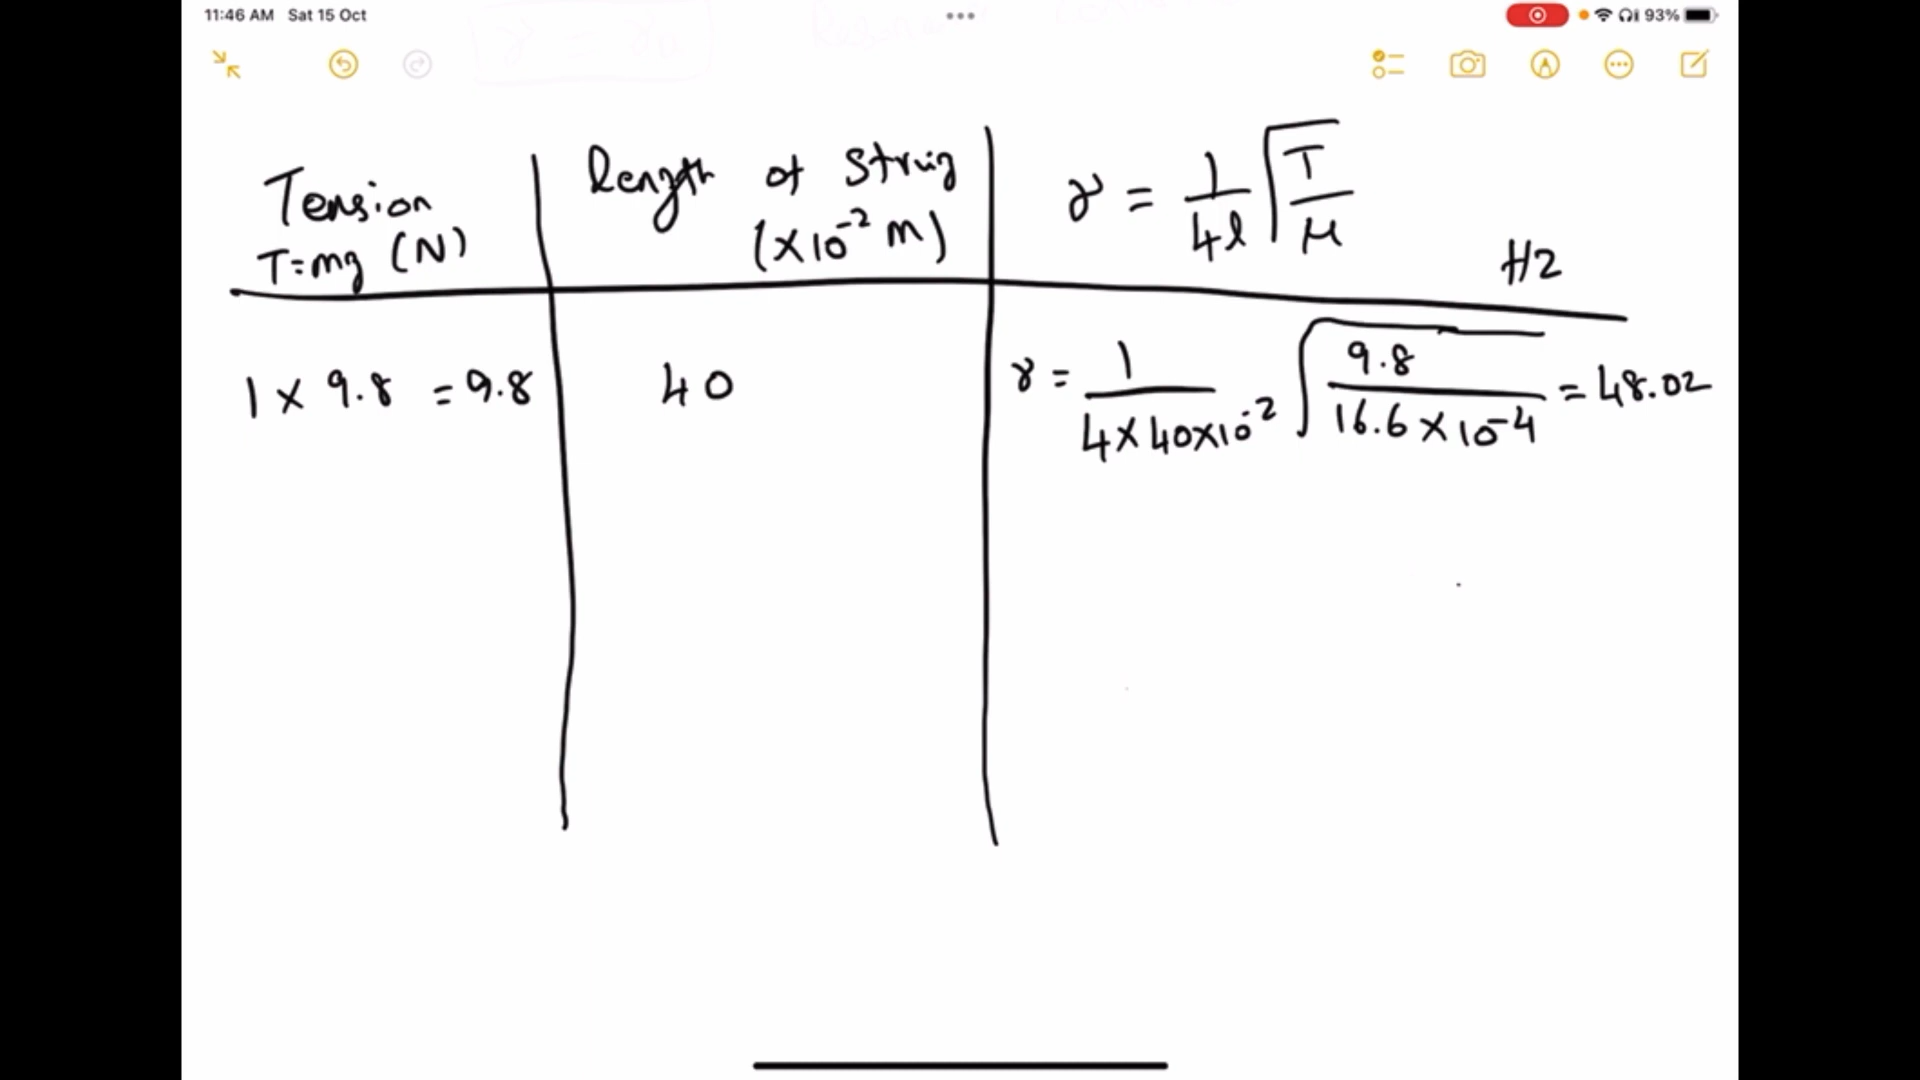 11:46 AM Sat 15 Oct
93%
Tension
T=mg (N)
length of String
(×10⁻² m)
γ = 1/4l √T/μ
Hz
1 × 9.8 = 9.8
40
γ = 1/4×40×10⁻² √9.8/16.6×10⁻⁴ = 48.02